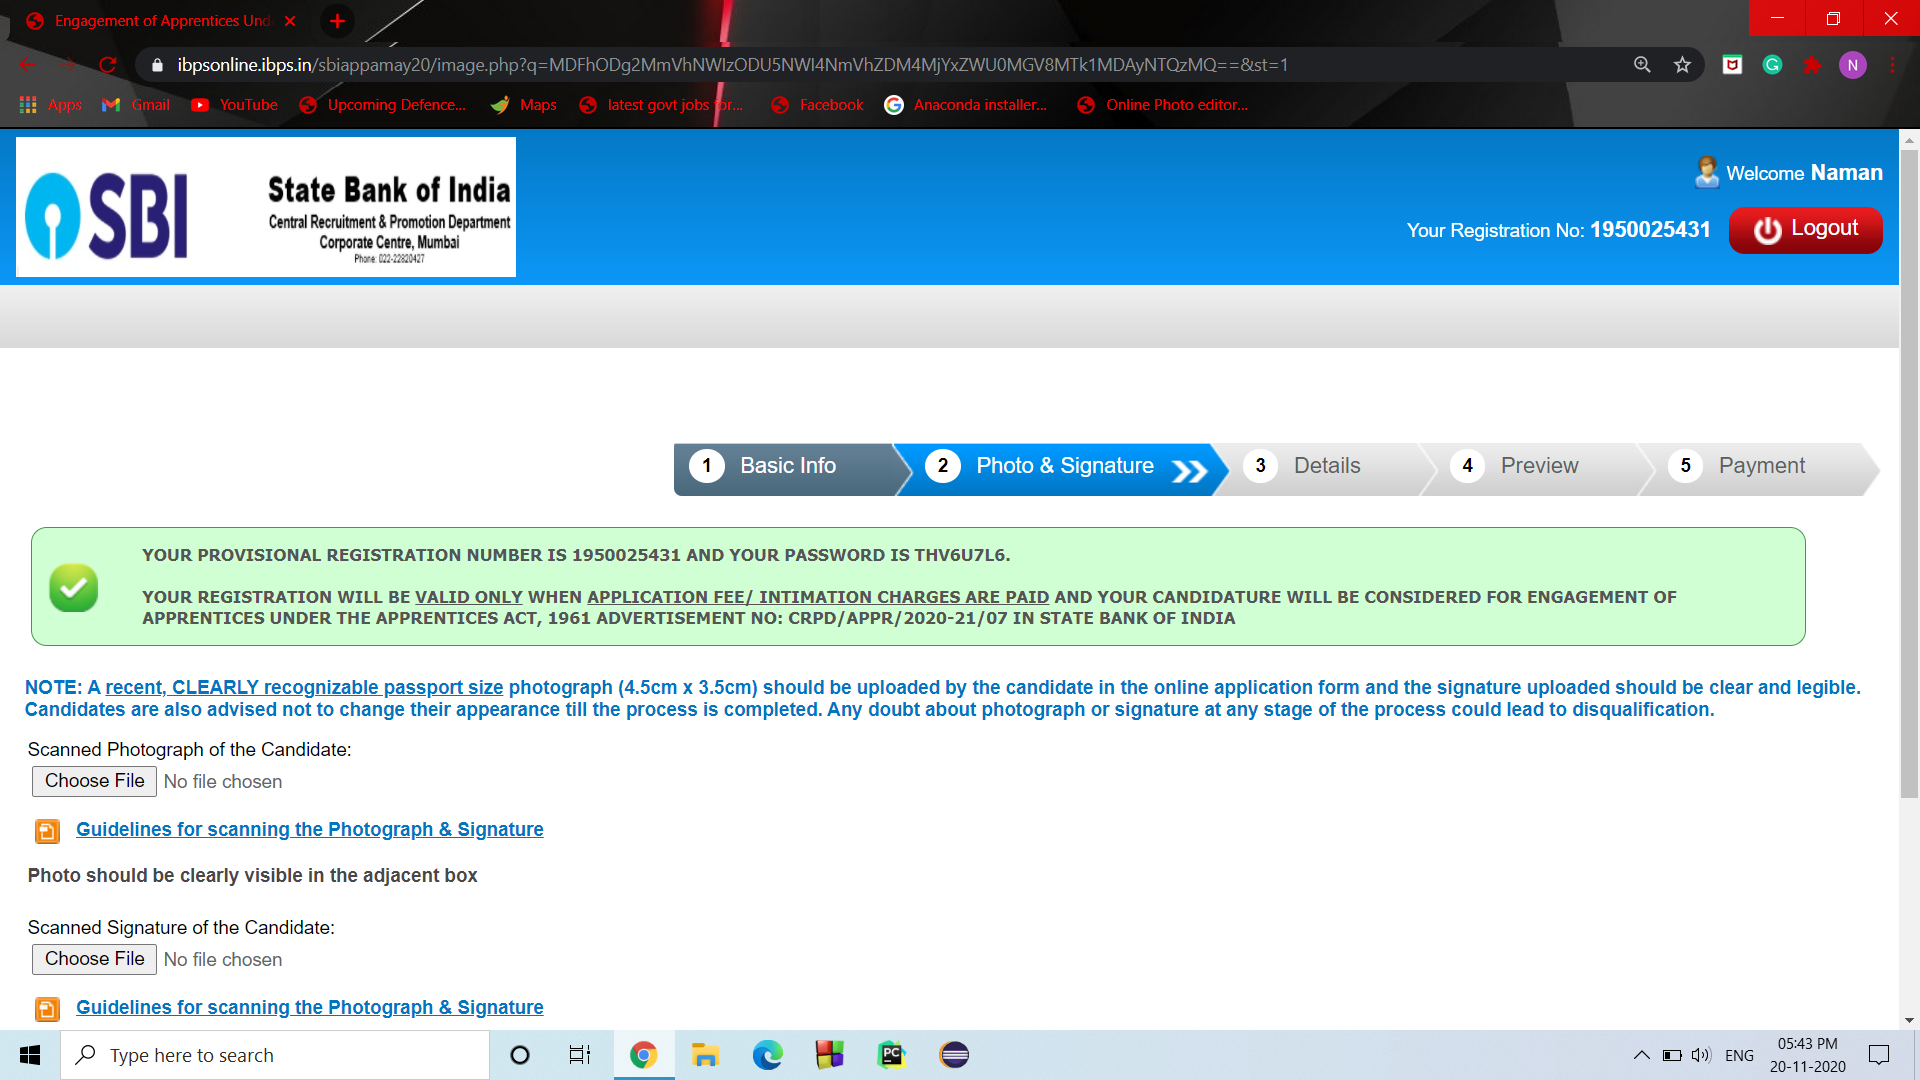 Engagement of Apprentices Und
ibpsonline.ibps.in/sbiappamay20/image.php?q=MDFhODg2MmVhNWIzODU5NWI4NmVhZDM4MjYxZWU0MGV8MTk1MDAyNTQzMQ==&st=1
N
Apps Gmail YouTube Upcoming Defence... Maps latest govt jobs for... Facebook Anaconda installer... Online Photo editor...
SBI
State Bank of India
Central Recruitment & Promotion Department
Corporate Centre, Mumbai
Phone: 022-22820427
Welcome Naman
Your Registration No: 1950025431 Logout
1 Basic Info 2 Photo & Signature 3 Details 4 Preview 5 Payment
YOUR PROVISIONAL REGISTRATION NUMBER IS 1950025431 AND YOUR PASSWORD IS THV6U7L6.
YOUR REGISTRATION WILL BE VALID ONLY WHEN APPLICATION FEE/ INTIMATION CHARGES ARE PAID AND YOUR CANDIDATURE WILL BE CONSIDERED FOR ENGAGEMENT OF
APPRENTICES UNDER THE APPRENTICES ACT, 1961 ADVERTISEMENT NO: CRPD/APPR/2020-21/07 IN STATE BANK OF INDIA
NOTE: A recent, CLEARLY recognizable passport size photograph (4.5cm x 3.5cm) should be uploaded by the candidate in the online application form and the signature uploaded should be clear and legible.
Candidates are also advised not to change their appearance till the process is completed. Any doubt about photograph or signature at any stage of the process could lead to disqualification.
Scanned Photograph of the Candidate:
Choose File No file chosen
Guidelines for scanning the Photograph & Signature
Photo should be clearly visible in the adjacent box
Scanned Signature of the Candidate:
Choose File No file chosen
Guidelines for scanning the Photograph & Signature
Type here to search
PC
ENG
05:43 PM
20-11-2020